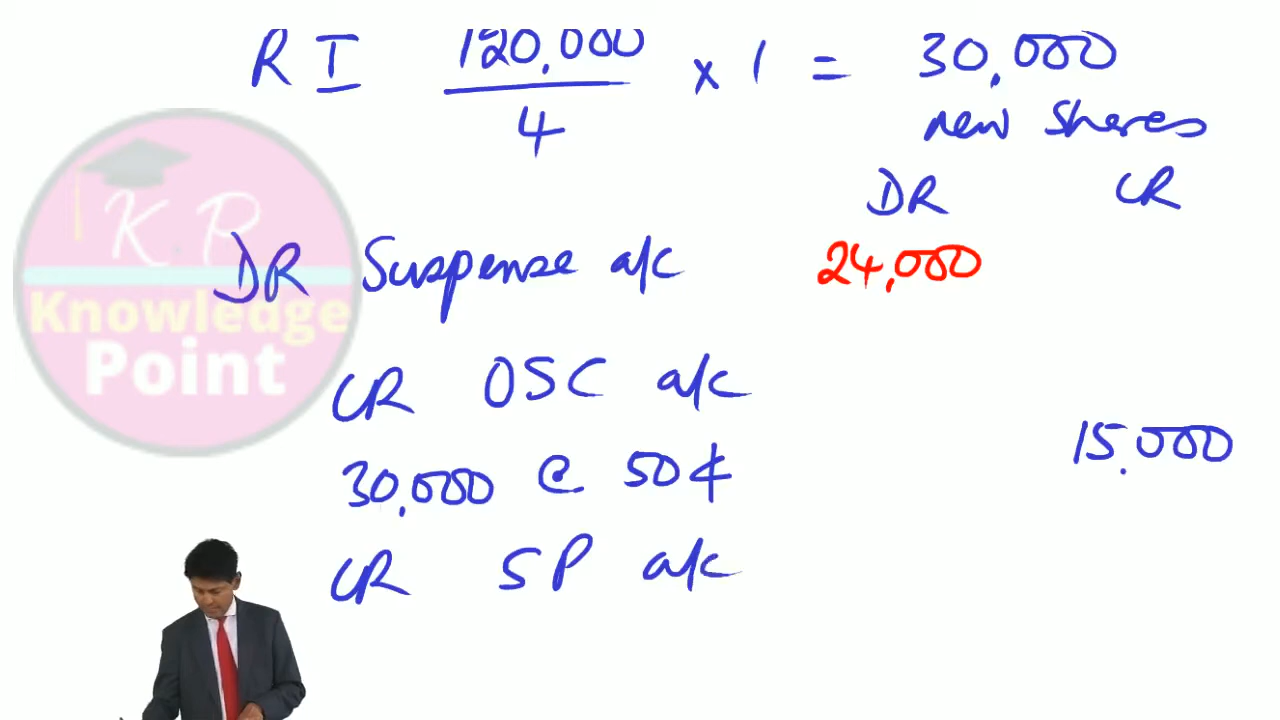 R I 120,000 / 4 x 1 = 30,000
new shares
DR CR
DR Suspense a/c 24,000
CR OSC a/c
15,000
30,000 @ 50¢
CR SP a/c
K.P
Knowledge
Point